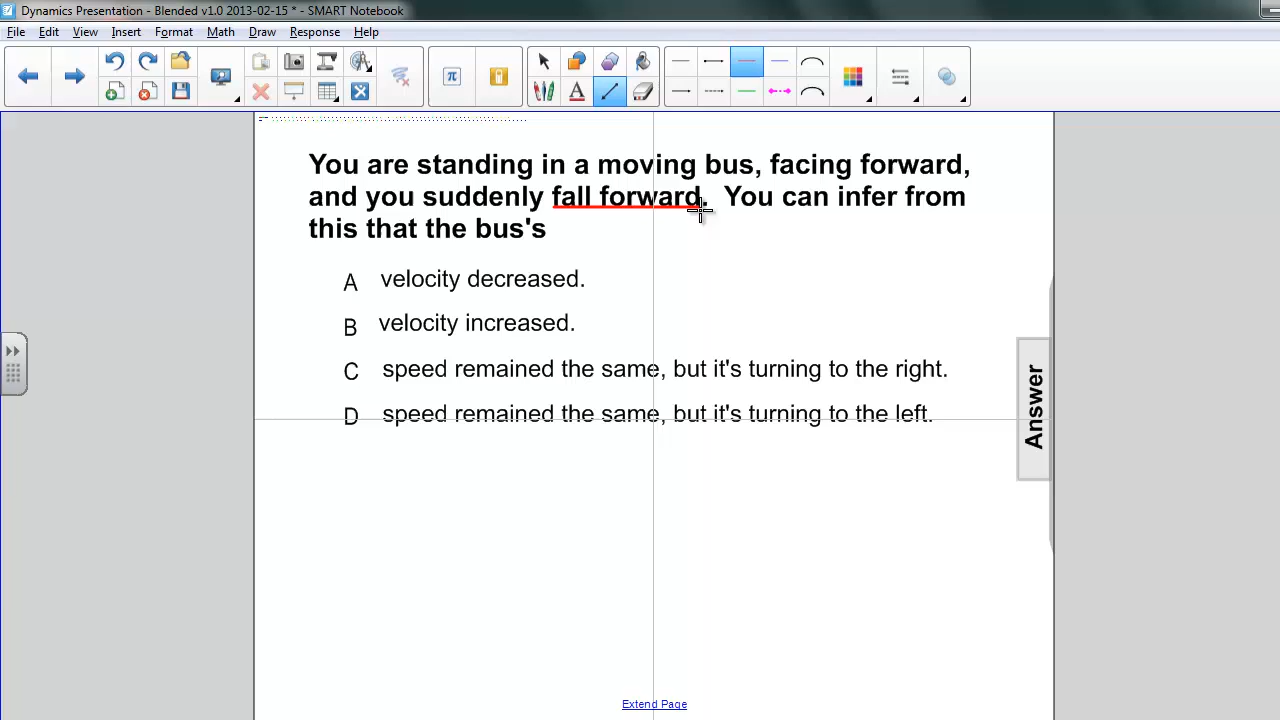 Dynamics Presentation - Blended v1.0 2013-02-15 * - SMART Notebook
File Edit View Insert Format Math Draw Response Help
You are standing in a moving bus, facing forward,
and you suddenly fall forward. You can infer from
this that the bus's
A velocity decreased.
B velocity increased.
C speed remained the same, but it's turning to the right.
D speed remained the same, but it's turning to the left.
Answer
Extend Page